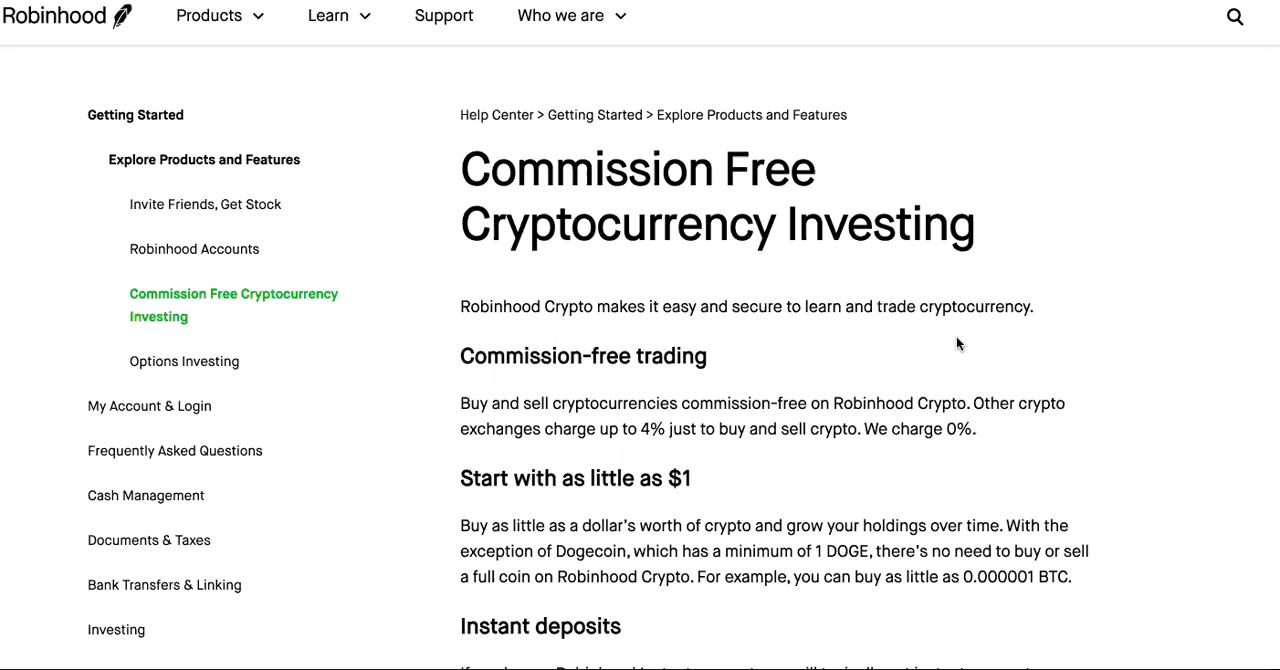 Robinhood
Products
Learn
Support
Who we are
Getting Started
Explore Products and Features
Invite Friends, Get Stock
Robinhood Accounts
Commission Free Cryptocurrency
Investing
Options Investing
My Account & Login
Frequently Asked Questions
Cash Management
Documents & Taxes
Bank Transfers & Linking
Investing
Help Center > Getting Started > Explore Products and Features
Commission Free
Cryptocurrency Investing
Robinhood Crypto makes it easy and secure to learn and trade cryptocurrency.
Commission-free trading
Buy and sell cryptocurrencies commission-free on Robinhood Crypto. Other crypto
exchanges charge up to 4% just to buy and sell crypto. We charge 0%.
Start with as little as $1
Buy as little as a dollar’s worth of crypto and grow your holdings over time. With the
exception of Dogecoin, which has a minimum of 1 DOGE, there’s no need to buy or sell
a full coin on Robinhood Crypto. For example, you can buy as little as 0.000001 BTC.
Instant deposits